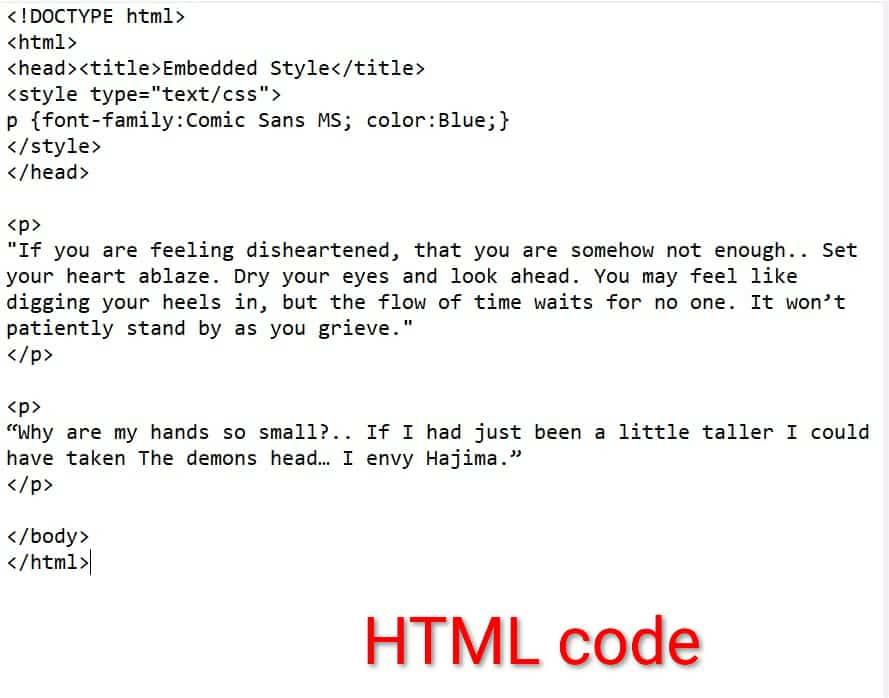 <!DOCTYPE html>
<html>
<head><title>Embedded Style</title>
<style type="text/css">
p {font-family:Comic Sans MS; color:Blue;}
</style>
</head>
<p>
"If you are feeling disheartened, that you are somehow not enough.. Set
your heart ablaze. Dry your eyes and look ahead. You may feel like
digging your heels in, but the flow of time waits for no one. It won’t
patiently stand by as you grieve."
</p>
<p>
“Why are my hands so small?.. If I had just been a little taller I could
have taken The demons head… I envy Hajima.”
</p>
</body>
</html>
HTML code